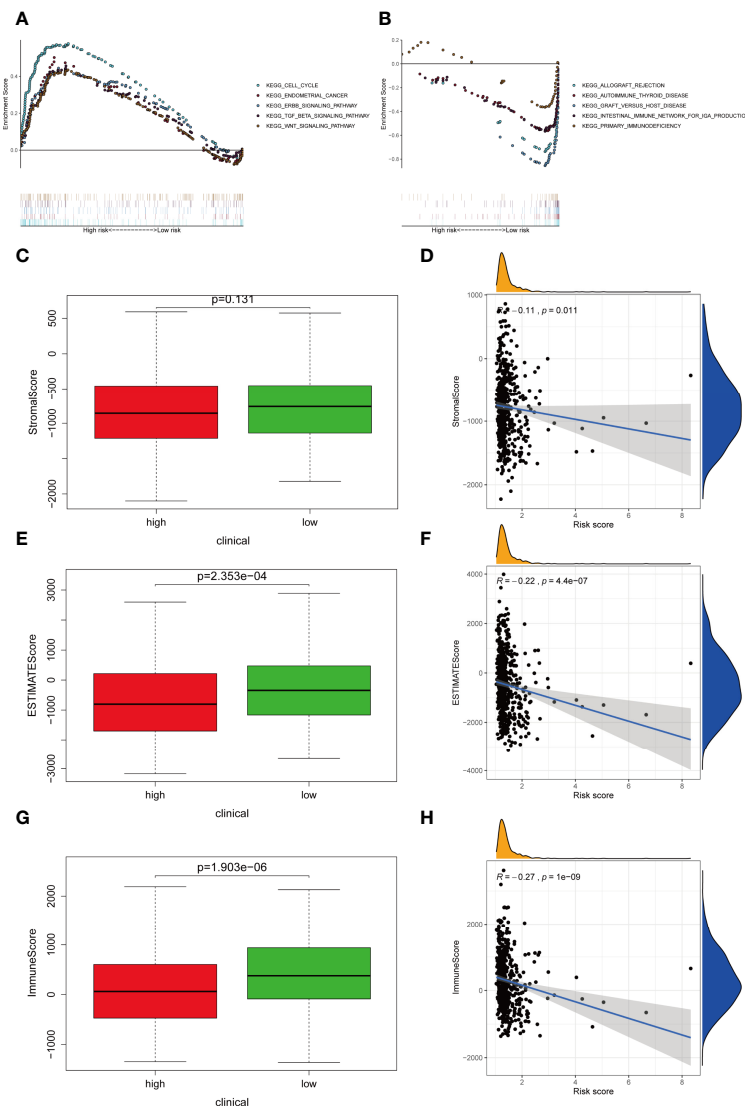 A
B
Enrichment Score
0.4
0.2
0.0
KEGG_CELL_CYCLE
KEGG_ENDOMETRIAL_CANCER
KEGG_ERBB_SIGNALING_PATHWAY
KEGG_TGF_BETA_SIGNALING_PATHWAY
KEGG_WNT_SIGNALING_PATHWAY
High risk<----------->Low risk
Enrichment Score
0.2
0.0
−0.2
−0.4
−0.6
−0.8
KEGG_ALLOGRAFT_REJECTION
KEGG_AUTOIMMUNE_THYROID_DISEASE
KEGG_GRAFT_VERSUS_HOST_DISEASE
KEGG_INTESTINAL_IMMUNE_NETWORK_FOR_IGA_PRODUCTIO
KEGG_PRIMARY_IMMUNODEFICIENCY
High risk<----------->Low risk
C
p=0.131
StromalScore
500
0
−500
−1000
−2000
high
low
clinical
D
R = −0.11 , p = 0.011
StromalScore
1000
0
−1000
−2000
2
4
6
8
Risk score
E
p=2.353e−04
ESTIMATEScore
3000
1000
0
−1000
−3000
high
low
clinical
F
R = −0.22 , p = 4.4e−07
ESTIMATEScore
4000
2000
0
−2000
−4000
2
4
6
8
Risk score
G
p=1.903e−06
ImmuneScore
2000
1000
0
−1000
high
low
clinical
H
R = −0.27 , p = 1e−09
ImmuneScore
2000
0
−2000
2
4
6
8
Risk score